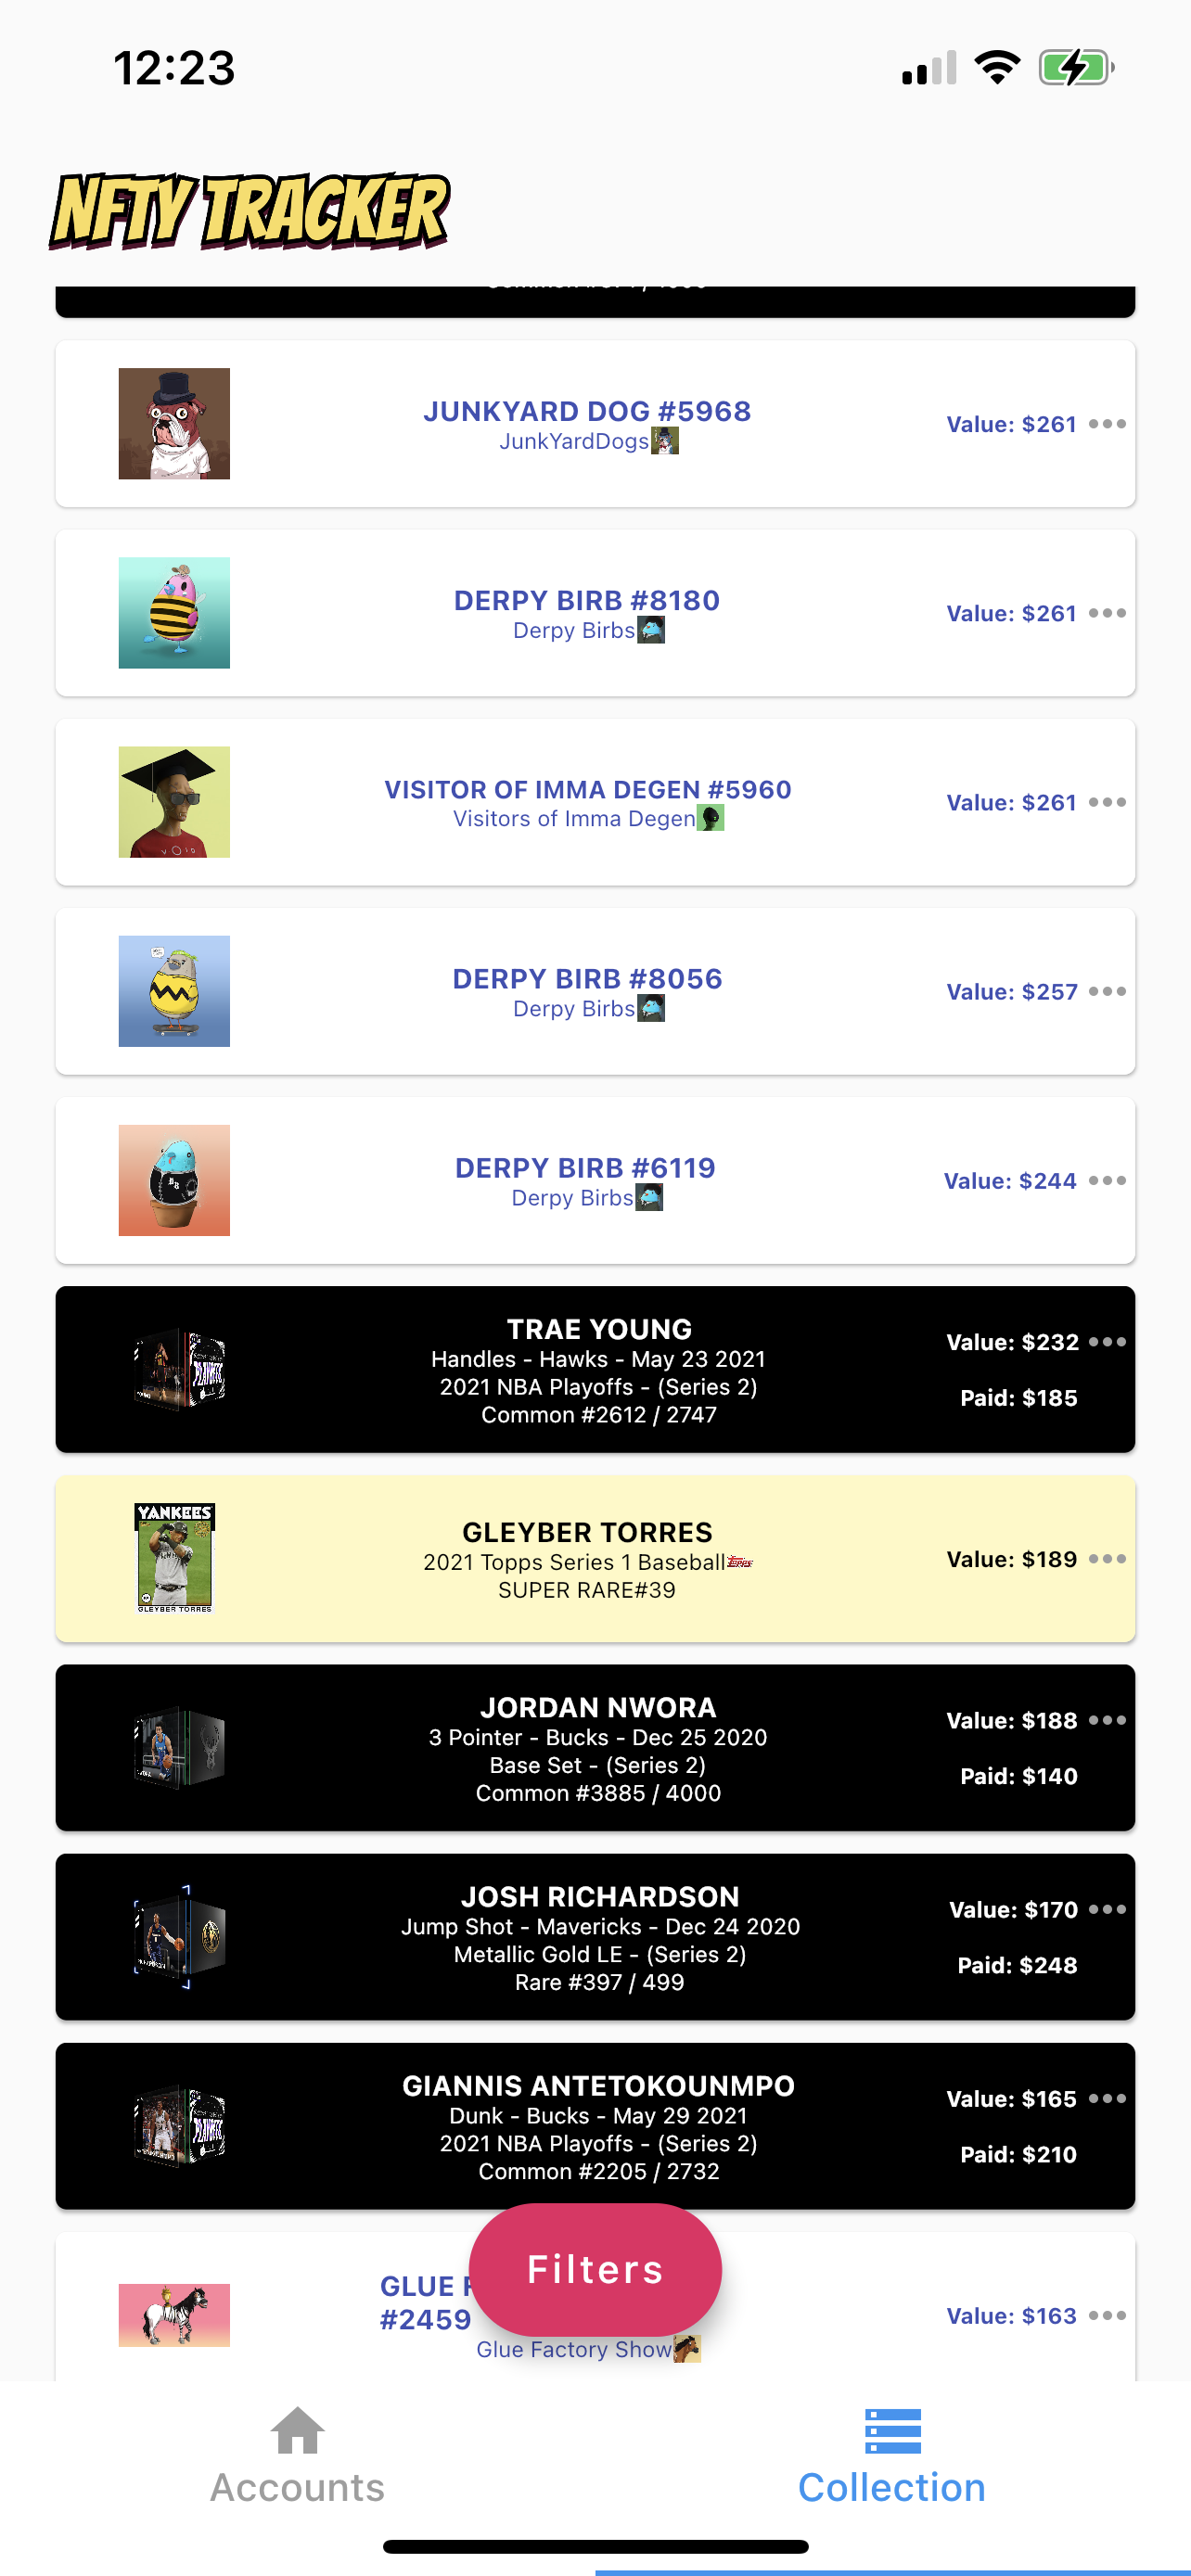 12:23
NFTY TRACKER
JUNKYARD DOG #5968
JunkYardDogs
Value: $261
DERPY BIRB #8180
Derpy Birbs
Value: $261
VISITOR OF IMMA DEGEN #5960
Visitors of Imma Degen
Value: $261
VOID
DERPY BIRB #8056
Derpy Birbs
Value: $257
DERPY BIRB #6119
Derpy Birbs
Value: $244
TRAE YOUNG
Handles - Hawks - May 23 2021
2021 NBA Playoffs - (Series 2)
Common #2612 / 2747
Value: $232
Paid: $185
YANKEES
GLEYBER TORRES
GLEYBER TORRES
2021 Topps Series 1 Baseball
Topps
SUPER RARE#39
Value: $189
JORDAN NWORA
3 Pointer - Bucks - Dec 25 2020
Base Set - (Series 2)
Common #3885 / 4000
Value: $188
Paid: $140
JOSH RICHARDSON
Jump Shot - Mavericks - Dec 24 2020
Metallic Gold LE - (Series 2)
Rare #397 / 499
Value: $170
Paid: $248
GIANNIS ANTETOKOUNMPO
Dunk - Bucks - May 29 2021
2021 NBA Playoffs - (Series 2)
Common #2205 / 2732
Value: $165
Paid: $210
GLUE
#2459
Glue Factory Show
Value: $163
Filters
Accounts
Collection